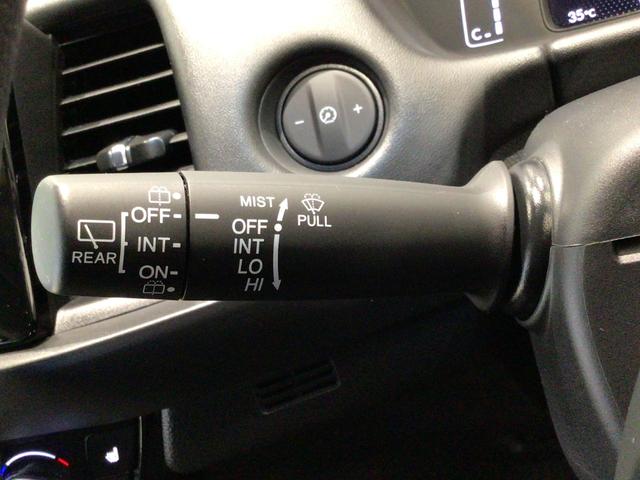 C
35°C
- +
MIST
OFF
PULL
OFF
INT
INT
REAR
LO
ON
HI